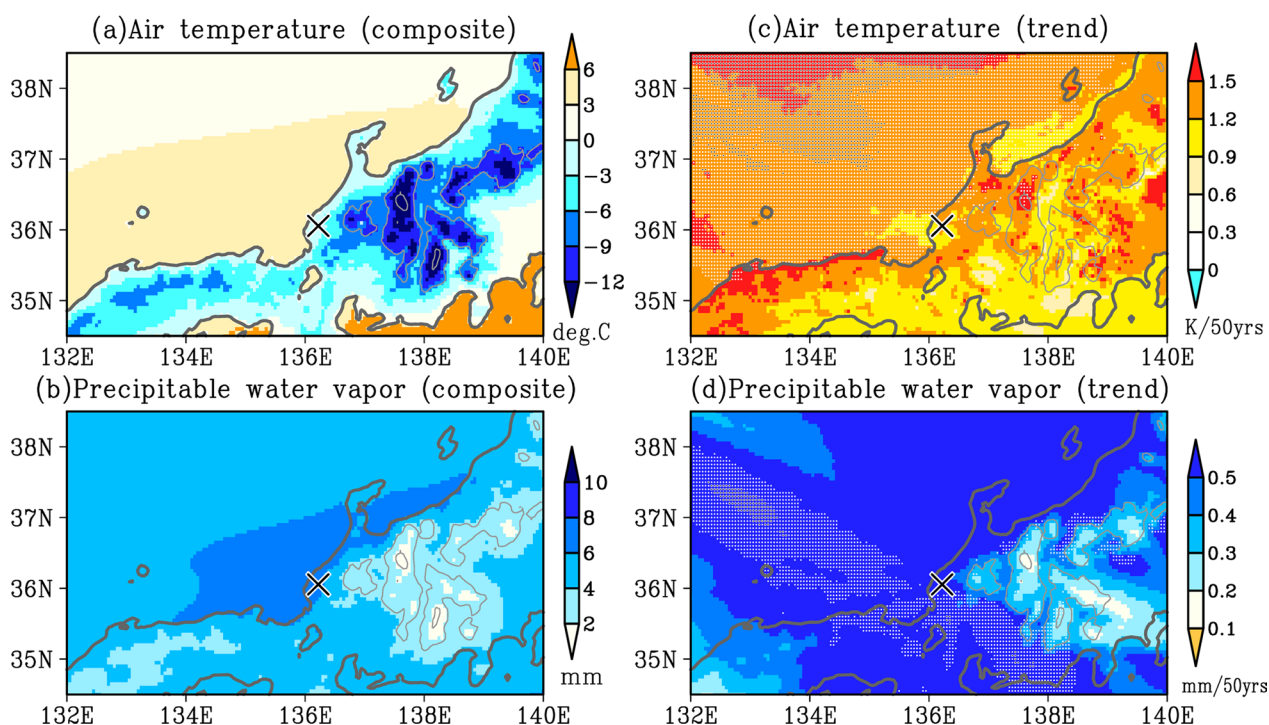 (a)Air temperature (composite)
38N
37N
36N
35N
132E 134E 136E 138E 140E
6
3
0
−3
−6
−9
−12
deg.C
(c)Air temperature (trend)
38N
37N
36N
35N
132E 134E 136E 138E 140E
1.5
1.2
0.9
0.6
0.3
0
K/50yrs
(b)Precipitable water vapor (composite)
38N
37N
36N
35N
132E 134E 136E 138E 140E
10
8
6
4
2
mm
(d)Precipitable water vapor (trend)
38N
37N
36N
35N
132E 134E 136E 138E 140E
0.5
0.4
0.3
0.2
0.1
mm/50yrs